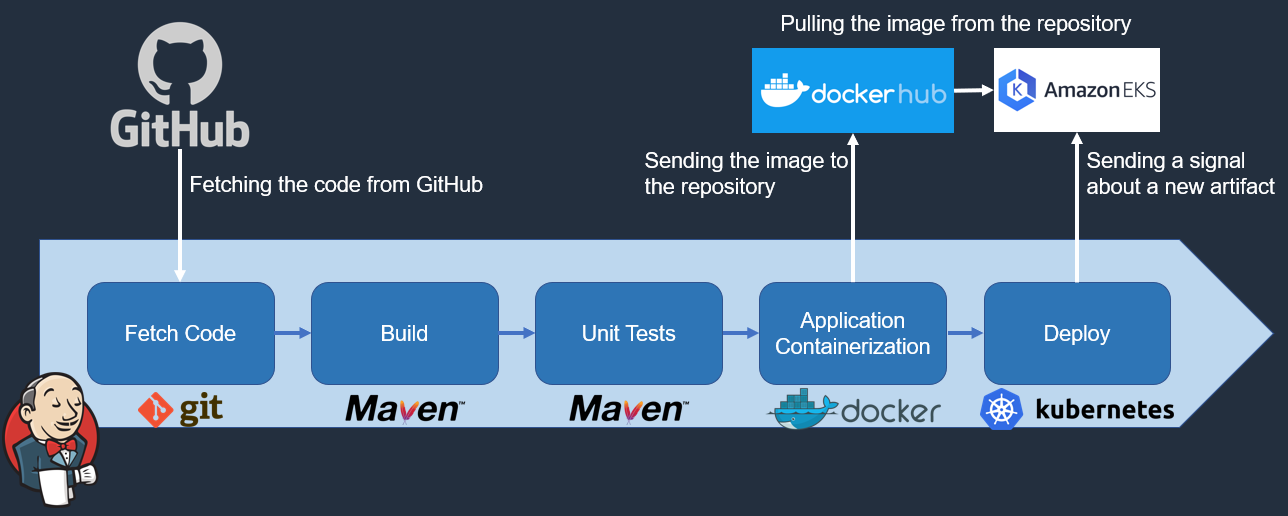 Pulling the image from the repository
GitHub
docker hub
Amazon EKS
Fetching the code from GitHub
Sending the image to
the repository
Sending a signal
about a new artifact
Fetch Code
Build
Unit Tests
Application
Containerization
Deploy
git
Maven™
Maven™
docker
kubernetes